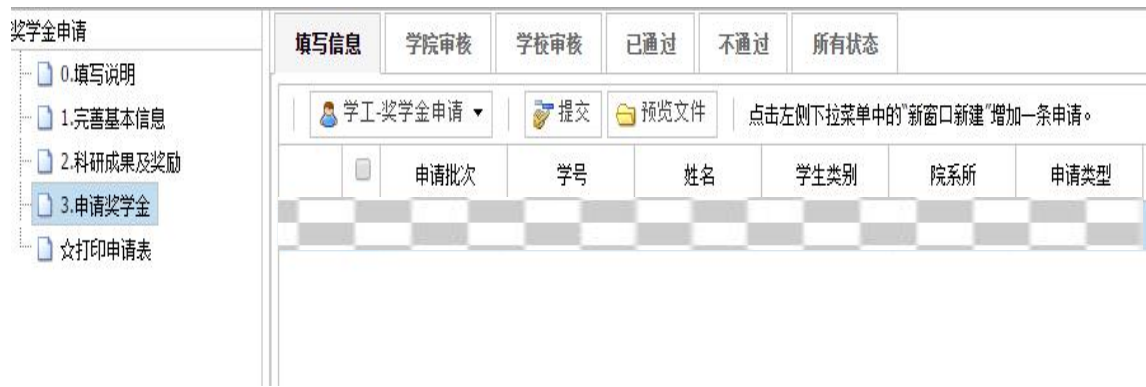 奖学金申请
0.填写说明
1.完善基本信息
2.科研成果及奖励
3.申请奖学金
☆打印申请表
填写信息 学院审核 学校审核 已通过 不通过 所有状态
学工-奖学金申请 ▼ 提交 预览文件 点击左侧下拉菜单中的"新窗口新建"增加一条申请。
申请批次 学号 姓名 学生类别 院系所 申请类型